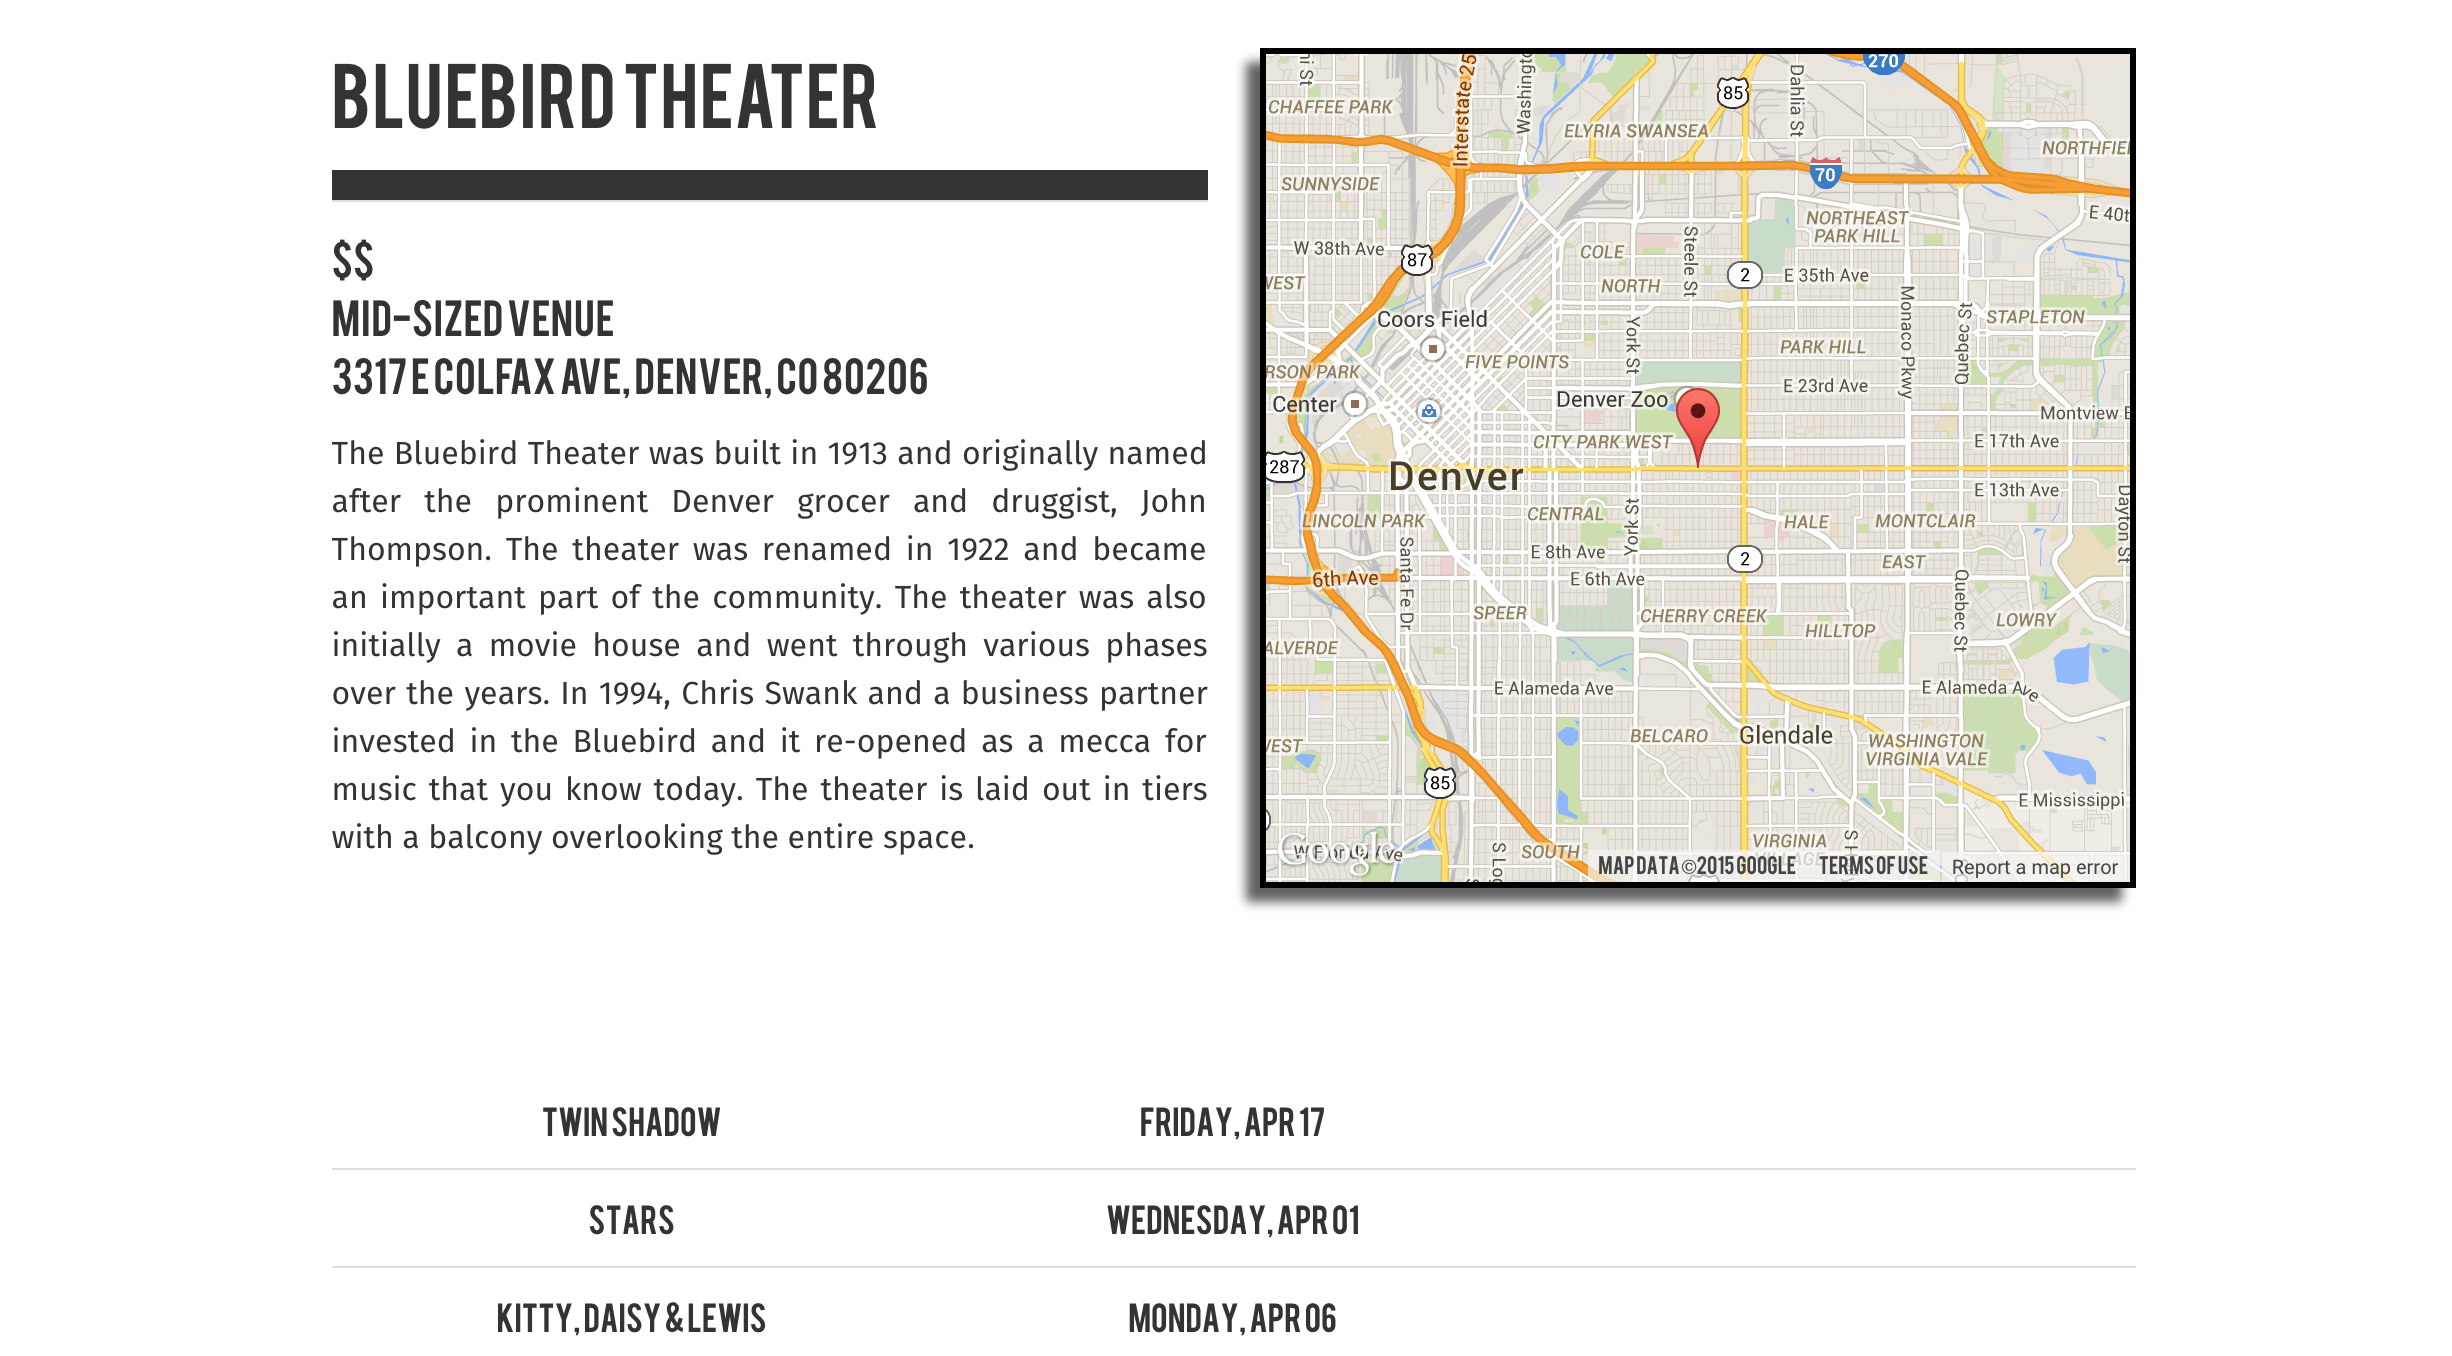 BLUEBIRD THEATER
$$
MID-SIZED VENUE
3317 E COLFAX AVE, DENVER, CO 80206
The Bluebird Theater was built in 1913 and originally named
after the prominent Denver grocer and druggist, John
Thompson. The theater was renamed in 1922 and became
an important part of the community. The theater was also
initially a movie house and went through various phases
over the years. In 1994, Chris Swank and a business partner
invested in the Bluebird and it re-opened as a mecca for
music that you know today. The theater is laid out in tiers
with a balcony overlooking the entire space.
270
Interstate 25
Washingto
85
Dahlia St
CHAFFEE PARK
ELYRIA SWANSEA
NORTHFIE
70
SUNNYSIDE
E 40t
NORTHEAST
PARK HILL
W 38th Ave
87
COLE
Steele St
2
E 35th Ave
WEST
NORTH
Monaco Pkwy
Quebec St
STAPLETON
Coors Field
York St
PARK HILL
FIVE POINTS
RSON PARK
E 23rd Ave
Denver Zoo
Center
Montview
CITY PARK WEST
E 17th Ave
287
Denver
E 13th Ave
Dayton St
LINCOLN PARK
CENTRAL
York St
HALE
MONTCLAIR
Santa Fe Dr
E 8th Ave
2
EAST
6th Ave
E 6th Ave
Quebec St
SPEER
CHERRY CREEK
HILLTOP
LOWRY
ALVERDE
E Alameda Ave
E Alameda Ave
BELCARO
Glendale
WASHINGTON
VIRGINIA VALE
WEST
85
E Mississippi
VIRGINIA
VILLAGE
SOUTH
Google
MAP DATA ©2015 GOOGLE
TERMS OF USE
Report a map error
TWIN SHADOW
FRIDAY, APR 17
STARS
WEDNESDAY, APR 01
KITTY, DAISY & LEWIS
MONDAY, APR 06